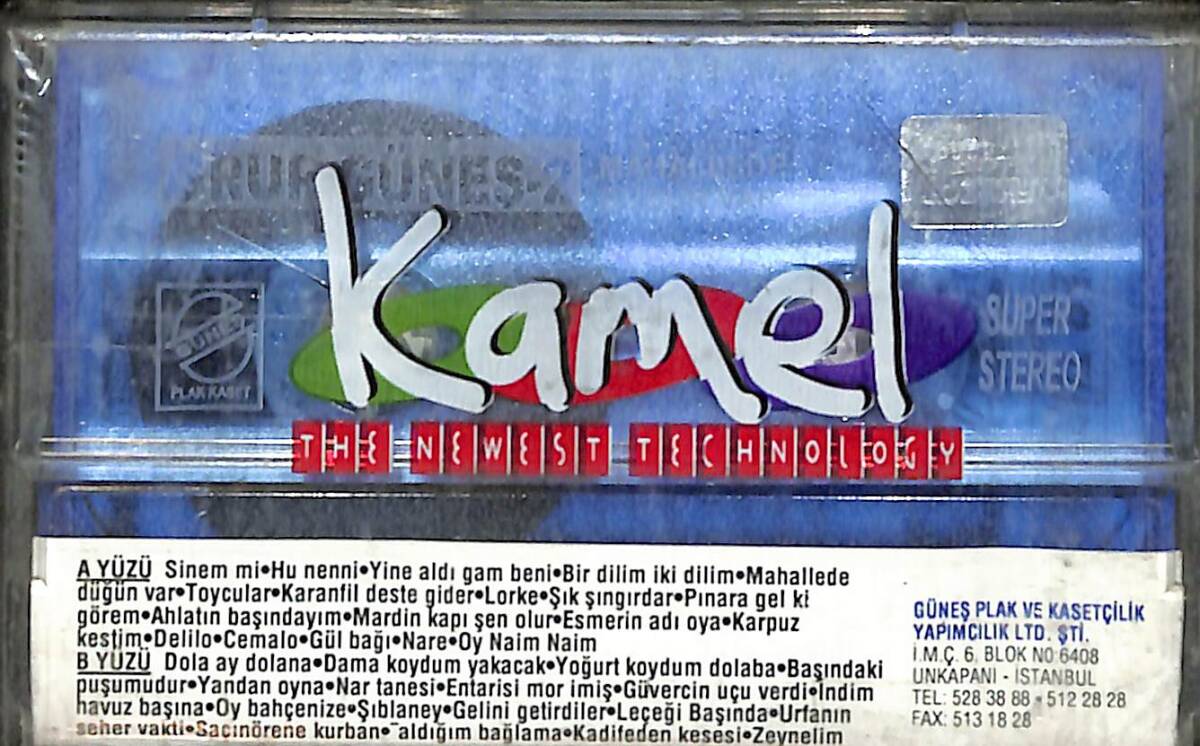 GRUP GÜNEŞ-2
Kamel
GÜNEŞ
PLAK KASET
SUPER
STEREO
THE NEWEST TECHNOLOGY
A YÜZÜ Sinem mi•Hu nenni•Yine aldı gam beni•Bir dilim iki dilim•Mahallede
düğün var•Toycular•Karanfil deste gider•Lorke•Şık şıngırdar•Pınara gel ki
görem•Ahlatın başındayım•Mardin kapı şen olur•Esmerin adı oya•Karpuz
kestim•Delilo•Cemalo•Gül bağı•Nare•Oy Naim Naim
B YÜZÜ Dola ay dolana•Dama koydum yakacak•Yoğurt koydum dolaba•Başındaki
puşumudur•Yandan oyna•Nar tanesi•Entarisi mor imiş•Güvercin uçu verdi•İndim
havuz başına•Oy bahçenize•Şıblaney•Gelini getirdiler•Leçeği Başında•Urfanın
seher vakti•Saçınörene kurban•aldığım bağlama•Kadifeden kesesi•Zeynelim
GÜNEŞ PLAK VE KASETÇİLİK
YAPIMCILIK LTD. ŞTİ.
İ.M.Ç. 6. BLOK NO:6408
UNKAPANI - İSTANBUL
TEL: 528 38 88 - 512 28 28
FAX: 513 18 28